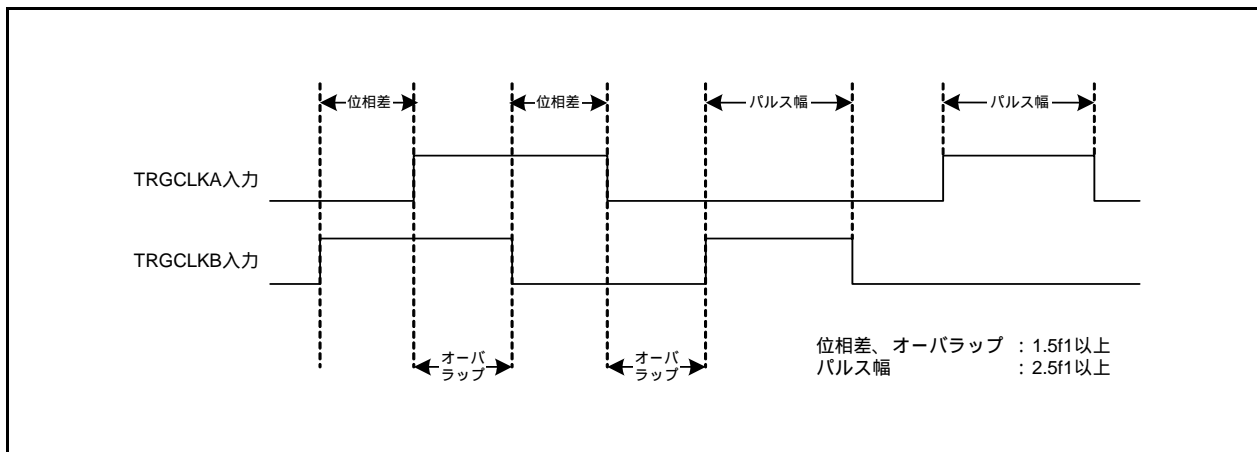 位相差
位相差
パルス幅
パルス幅
TRGCLKA入力
TRGCLKB入力
オーバ
ラップ
オーバ
ラップ
位相差、オーバラップ : 1.5f1以上
パルス幅 : 2.5f1以上